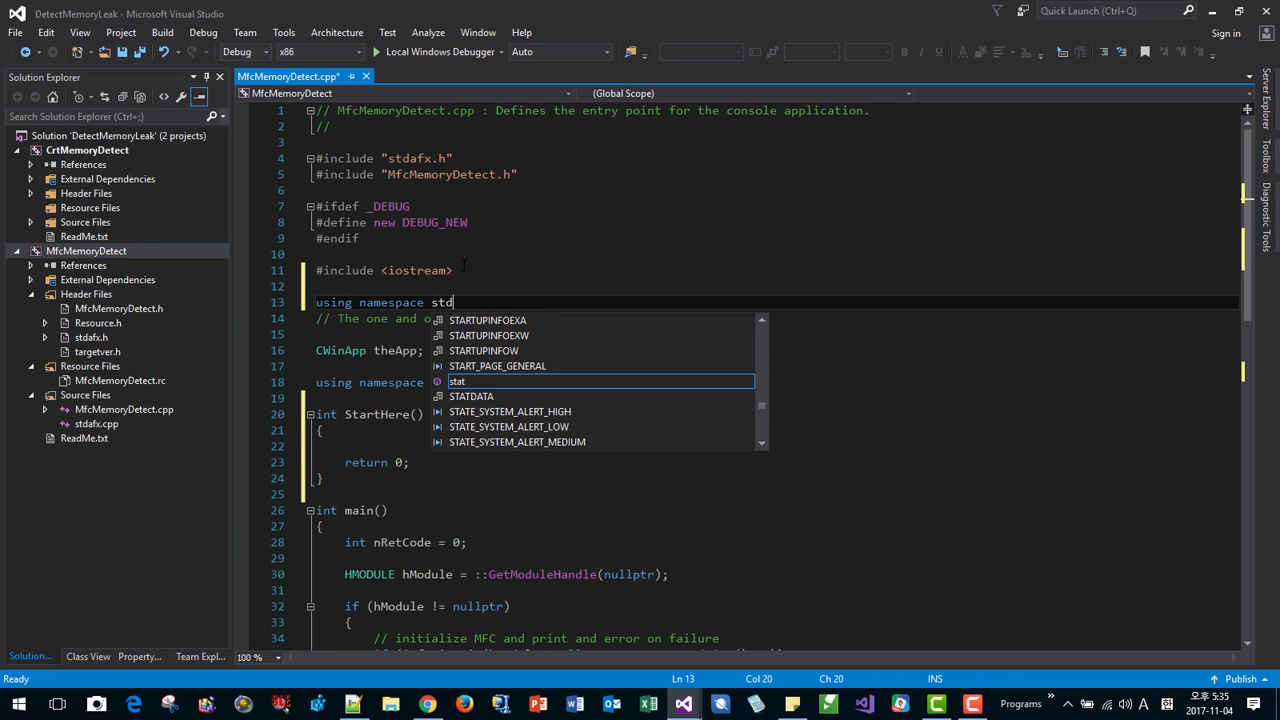 DetectMemoryLeak - Microsoft Visual Studio
Quick Launch (Ctrl+Q)
File Edit View Project Build Debug Team Tools Architecture Test Analyze Window Help
Sign in
Debug x86 Local Windows Debugger Auto
Solution Explorer
Search Solution Explorer (Ctrl+;)
Solution 'DetectMemoryLeak' (2 projects)
CrtMemoryDetect
References
External Dependencies
Header Files
Resource Files
Source Files
ReadMe.txt
MfcMemoryDetect
References
External Dependencies
Header Files
MfcMemoryDetect.h
Resource.h
stdafx.h
targetver.h
Resource Files
MfcMemoryDetect.rc
Source Files
MfcMemoryDetect.cpp
stdafx.cpp
ReadMe.txt
Solution... Class View Property... Team Expl...
MfcMemoryDetect.cpp*
MfcMemoryDetect (Global Scope)
1 // MfcMemoryDetect.cpp : Defines the entry point for the console application.
2 //
3
4 #include "stdafx.h"
5 #include "MfcMemoryDetect.h"
6
7 #ifdef _DEBUG
8 #define new DEBUG_NEW
9 #endif
10
11 #include <iostream>
12
13 using namespace std
14 // The one and o
15
16 CWinApp theApp;
17
18 using namespace
19
20 int StartHere()
21 {
22
23 return 0;
24 }
25
26 int main()
27 {
28 int nRetCode = 0;
29
30 HMODULE hModule = ::GetModuleHandle(nullptr);
31
32 if (hModule != nullptr)
33 {
34 // initialize MFC and print and error on failure
STARTUPINFOEXA
STARTUPINFOEXW
STARTUPINFOW
START_PAGE_GENERAL
stat
STATDATA
STATE_SYSTEM_ALERT_HIGH
STATE_SYSTEM_ALERT_LOW
STATE_SYSTEM_ALERT_MEDIUM
Server Explorer
Toolbox
Diagnostic Tools
100 %
Ready Ln 13 Col 20 Ch 20 INS Publish
Programs
A
오후 5:35
2017-11-04